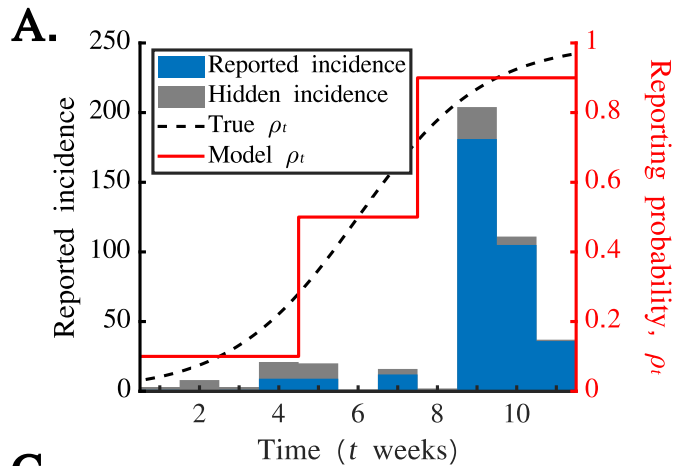 A.
250
200
150
100
50
0
Reported incidence
Reported incidence
Hidden incidence
True ρt
Model ρt
1
0.8
0.6
0.4
0.2
0
Reporting probability, ρt
2 4 6 8 10
Time (t weeks)